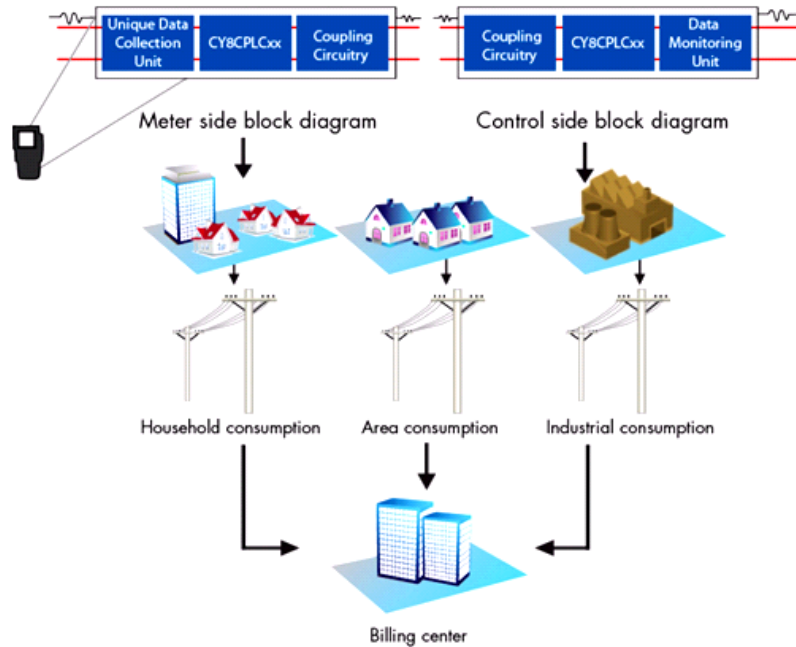 Unique Data
Collection
Unit
CY8CPLCxx
Coupling
Circuitry
Coupling
Circuitry
CY8CPLCxx
Data
Monitoring
Unit
Meter side block diagram
Control side block diagram
Household consumption
Area consumption
Industrial consumption
Billing center